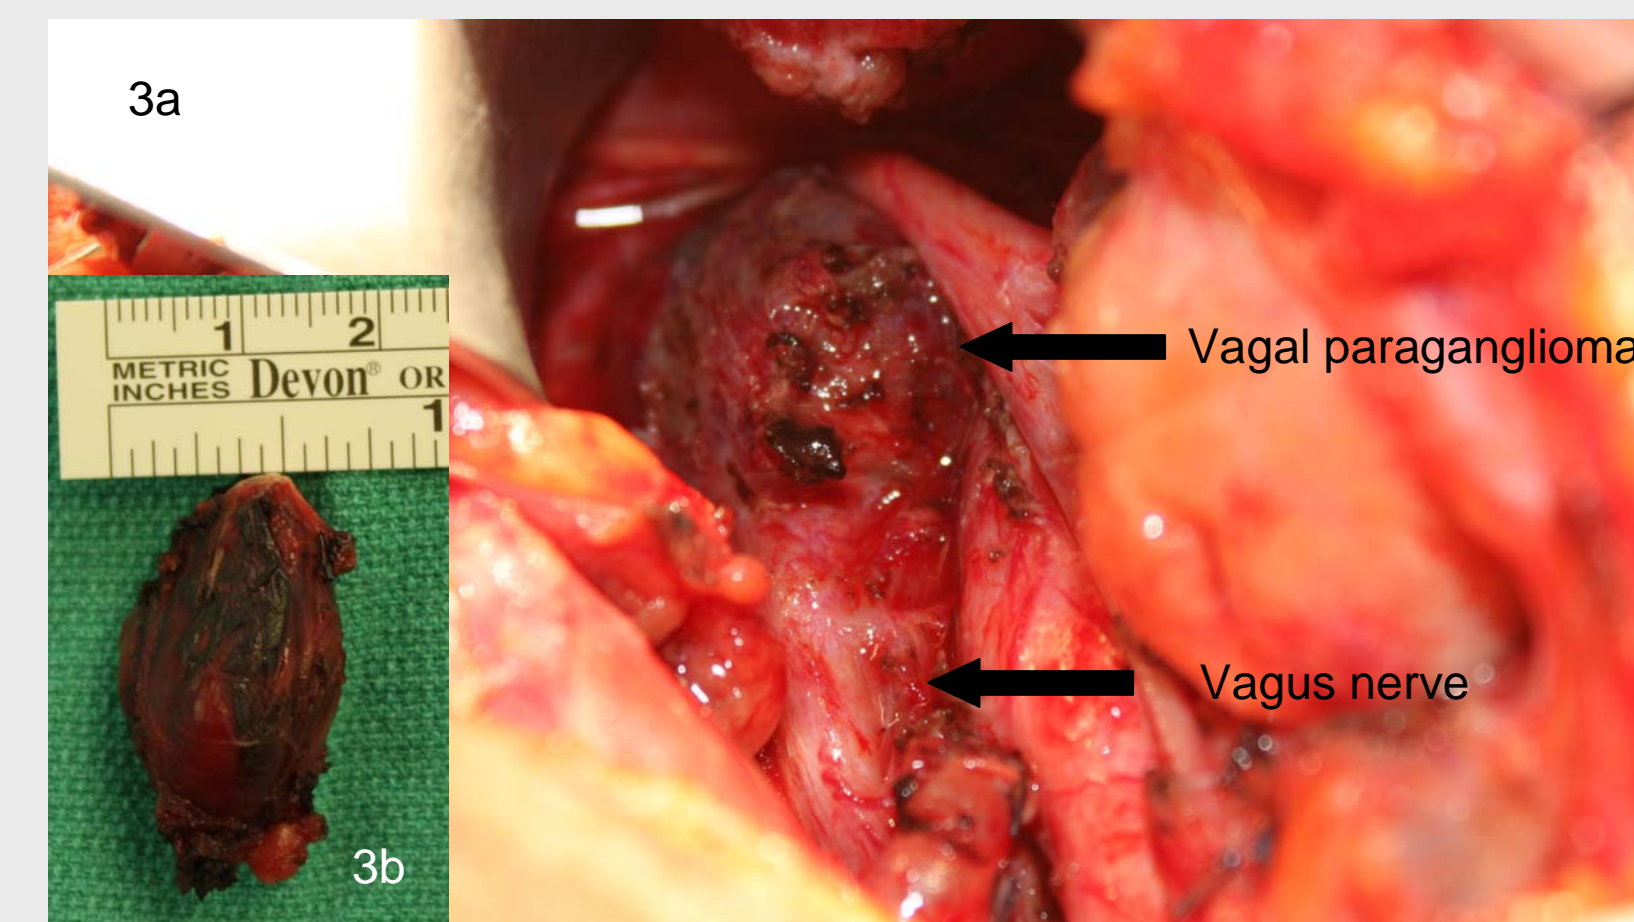 3a
Vagal paraganglioma
Vagus nerve
1 2
METRIC
INCHES
Devon® OR
1
3b